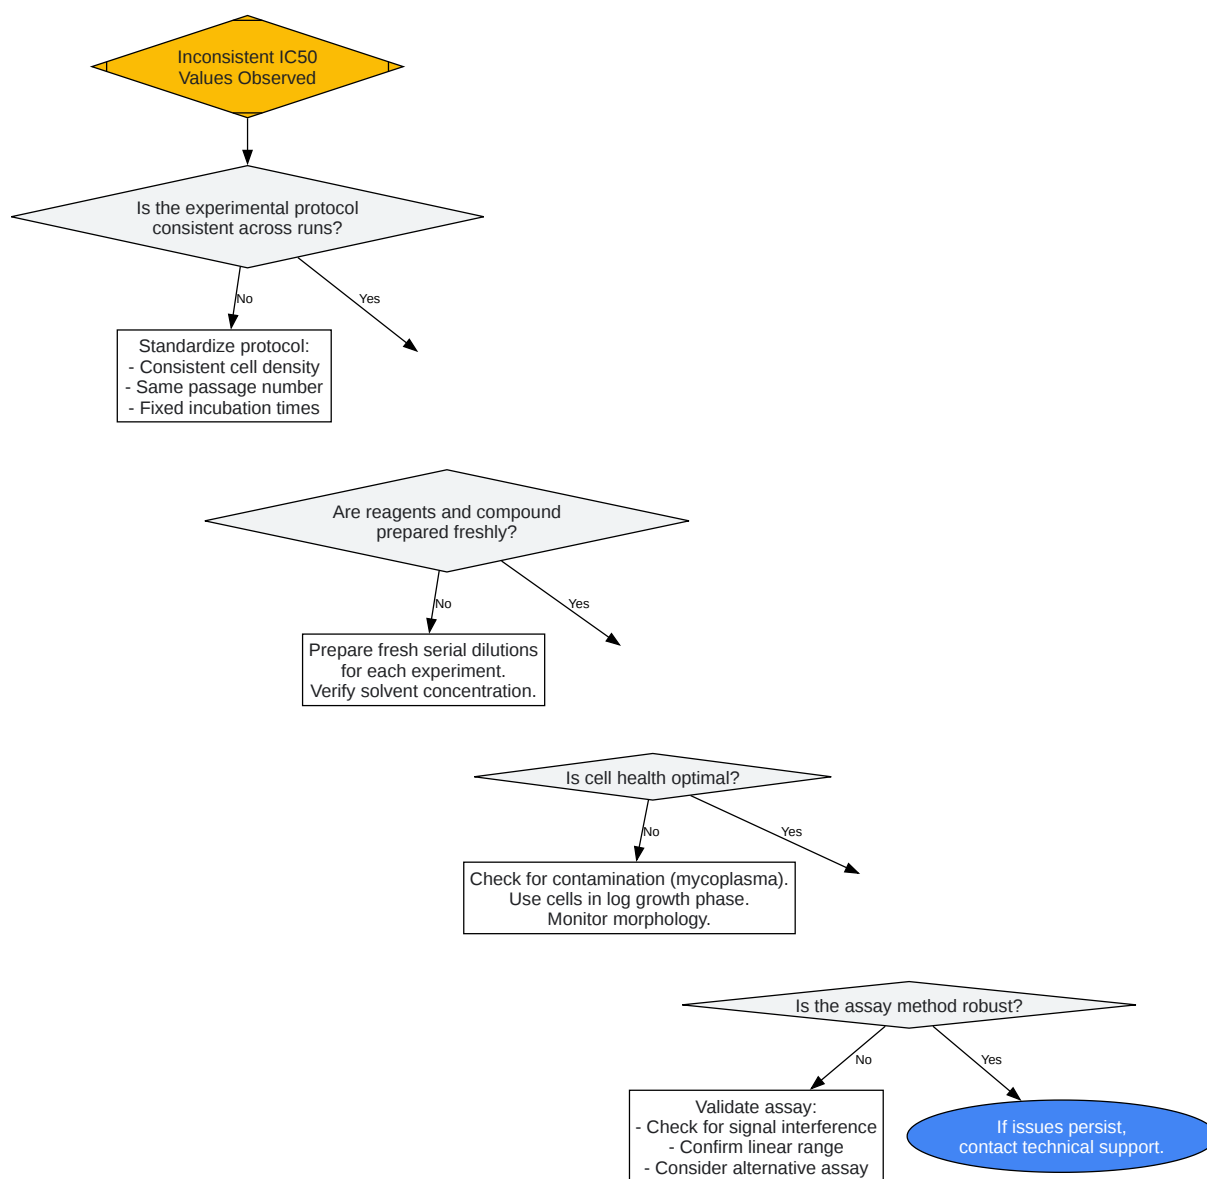 Inconsistent IC50
Values Observed
Is the experimental protocol
consistent across runs?
No
Yes
Standardize protocol:
- Consistent cell density
- Same passage number
- Fixed incubation times
Are reagents and compound
prepared freshly?
No
Yes
Prepare fresh serial dilutions
for each experiment.
Verify solvent concentration.
Is cell health optimal?
No
Yes
Check for contamination (mycoplasma).
Use cells in log growth phase.
Monitor morphology.
Is the assay method robust?
No
Yes
Validate assay:
- Check for signal interference
- Confirm linear range
- Consider alternative assay
If issues persist,
contact technical support.